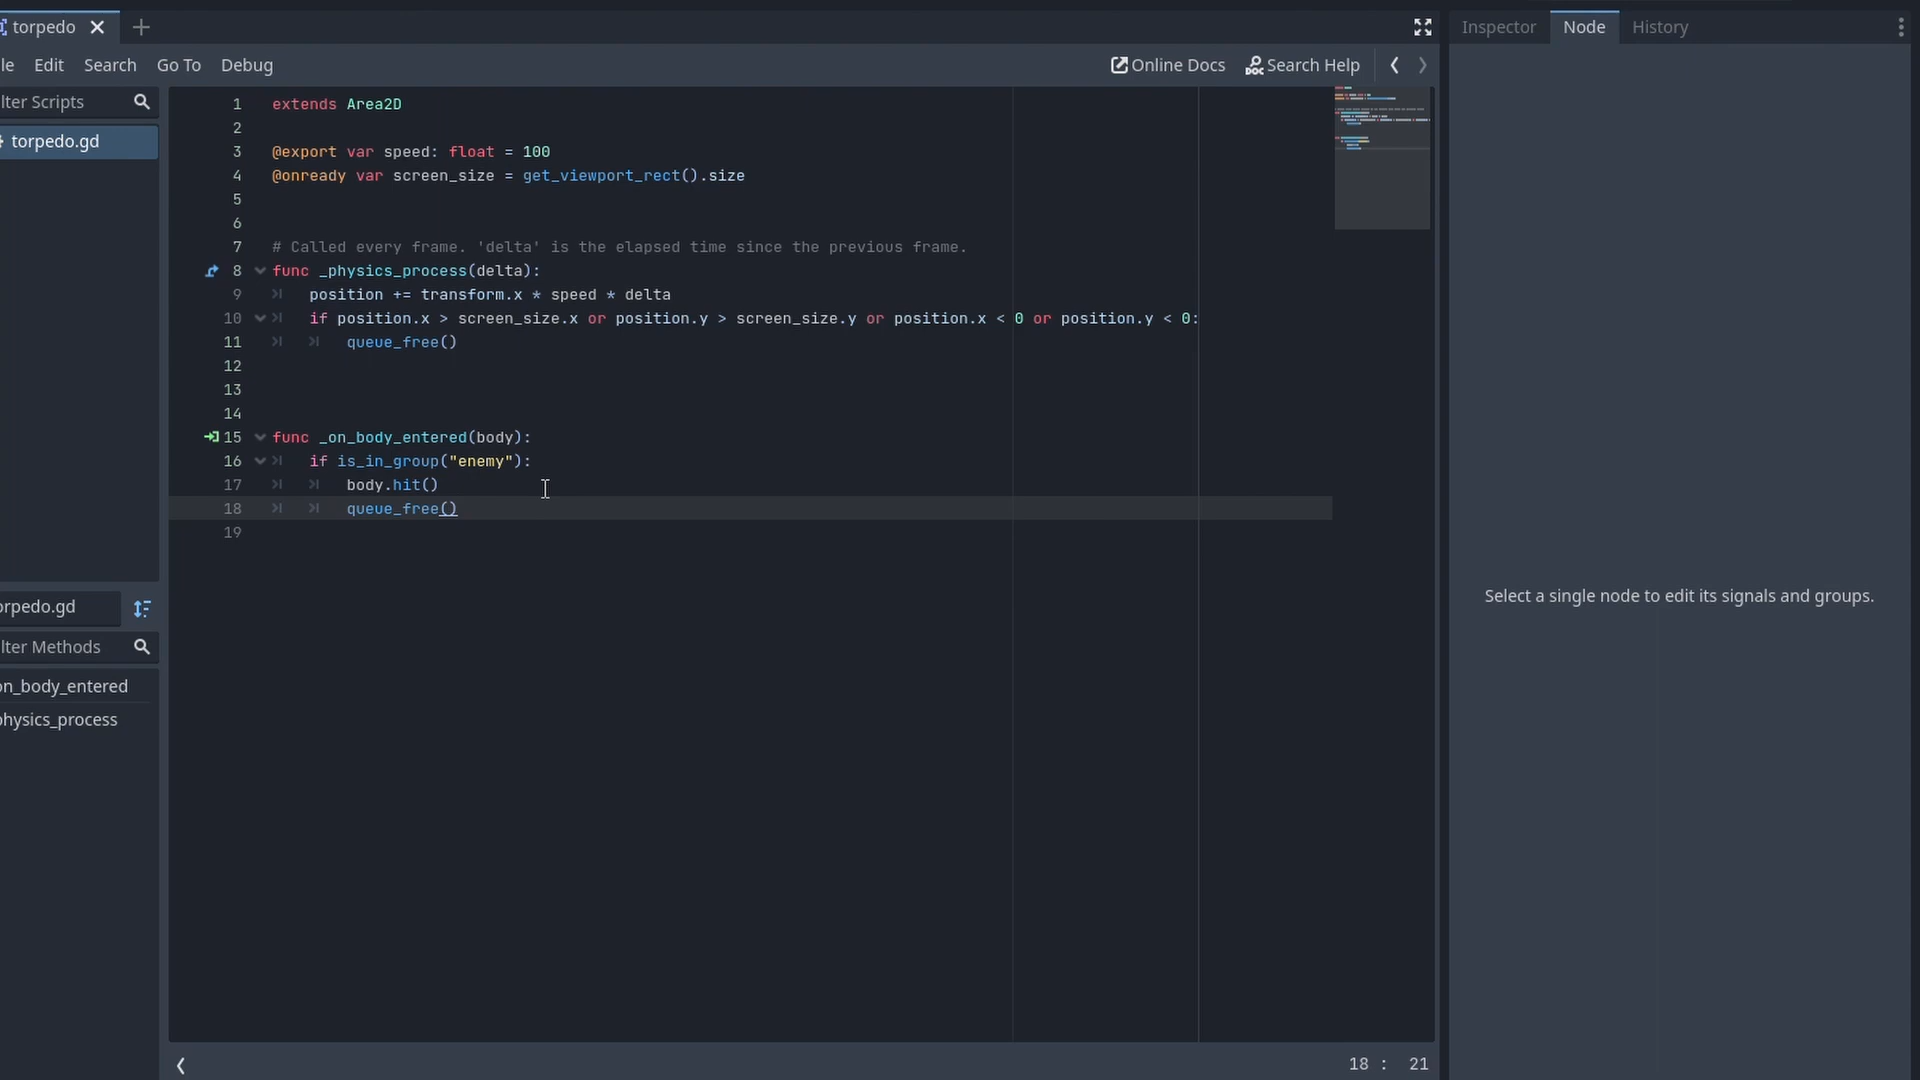 torpedo
Inspector Node History
le Edit Search Go To Debug
Online Docs Search Help
lter Scripts
torpedo.gd
1 extends Area2D
2
3 @export var speed: float = 100
4 @onready var screen_size = get_viewport_rect().size
5
6
7 # Called every frame. 'delta' is the elapsed time since the previous frame.
8 func _physics_process(delta):
9 position += transform.x * speed * delta
10 if position.x > screen_size.x or position.y > screen_size.y or position.x < 0 or position.y < 0:
11 queue_free()
12
13
14
15 func _on_body_entered(body):
16 if is_in_group("enemy"):
17 body.hit()
18 queue_free()
19
orpedo.gd
lter Methods
on_body_entered
physics_process
Select a single node to edit its signals and groups.
18 : 21